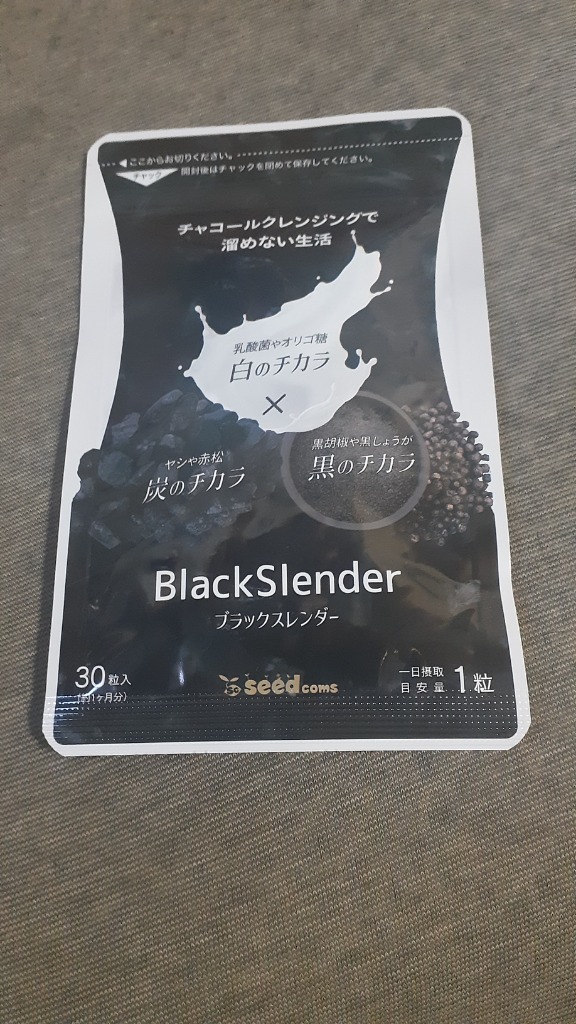 ここからお切りください。
チャック
開封後はチャックを閉めて保存してください。
チャコールクレンジングで
溜めない生活
乳酸菌やオリゴ糖
白のチカラ
×
ヤシや赤松
炭のチカラ
黒胡椒や黒しょうが
黒のチカラ
BlackSlender
ブラックスレンダー
30粒入
(約1ヶ月分)
seedcoms
一日摂取
目安量
1粒